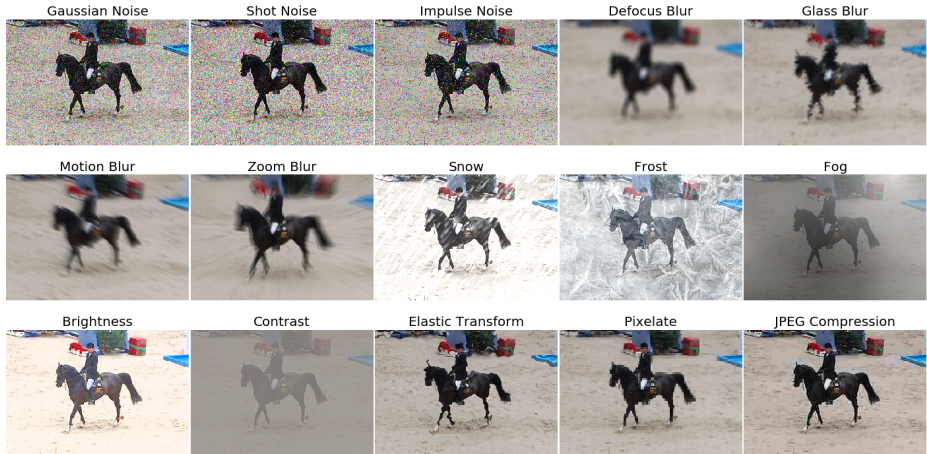 Gaussian Noise
Shot Noise
Impulse Noise
Defocus Blur
Glass Blur
Motion Blur
Zoom Blur
Snow
Frost
Fog
Brightness
Contrast
Elastic Transform
Pixelate
JPEG Compression